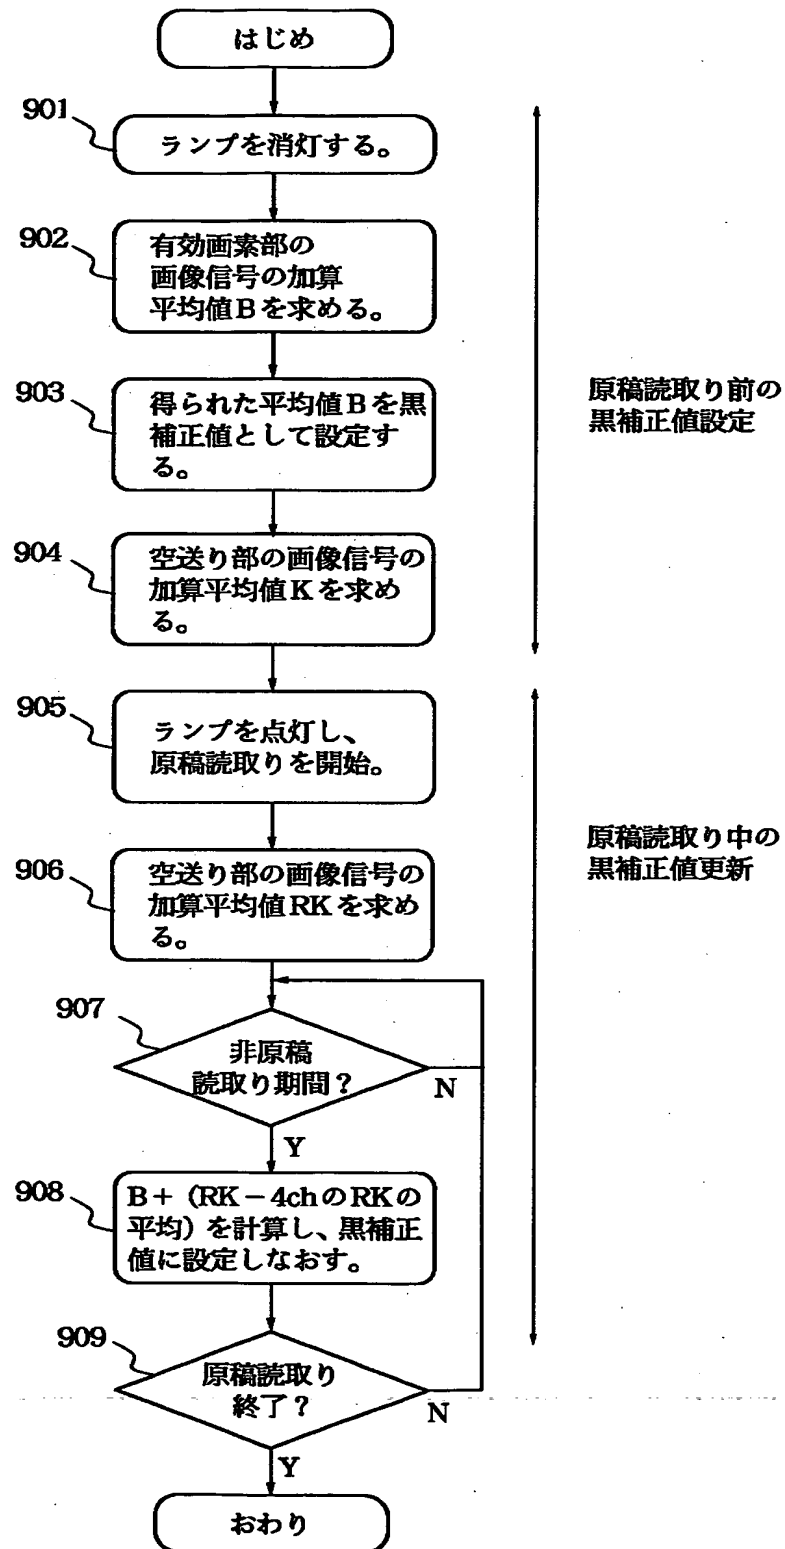 はじめ
901
ランプを消灯する。
902
有効画素部の
画像信号の加算
平均値Bを求める。
903
得られた平均値Bを黒
補正値として設定す
る。
904
空送り部の画像信号の
加算平均値Kを求め
る。
原稿読取り前の
黒補正値設定
905
ランプを点灯し、
原稿読取りを開始。
906
空送り部の画像信号の
加算平均値RKを求め
る。
907
非原稿
読取り期間？
N
Y
908
B＋（RK－4chのRKの
平均）を計算し、黒補正
値に設定しなおす。
909
原稿読取り
終了？
N
Y
おわり
原稿読取り中の
黒補正値更新